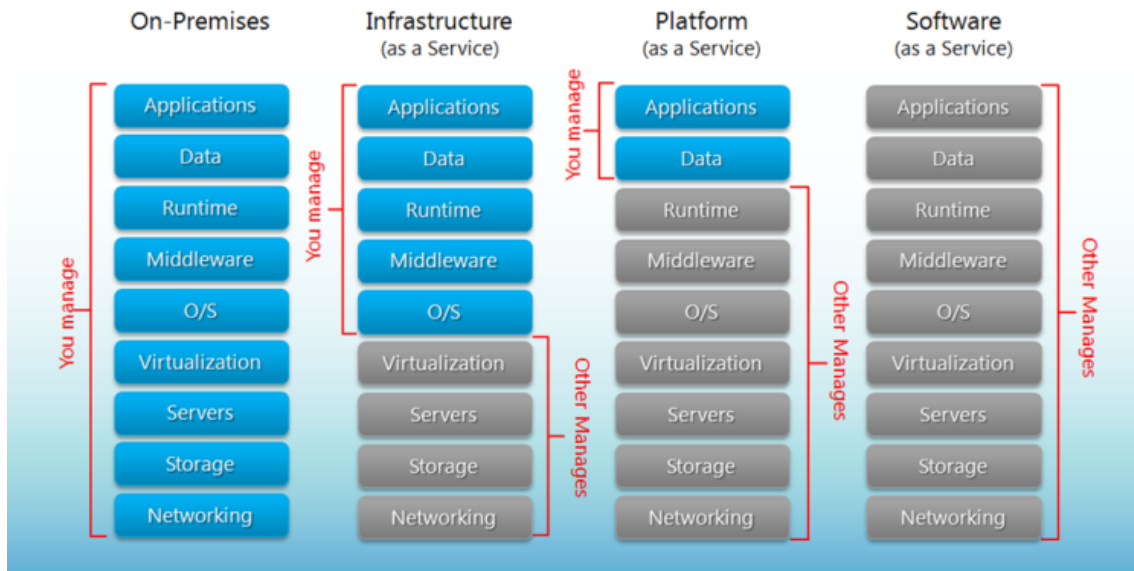 On-Premises
You manage
Applications
Data
Runtime
Middleware
O/S
Virtualization
Servers
Storage
Networking
Infrastructure
(as a Service)
You manage
Applications
Data
Runtime
Middleware
O/S
Virtualization
Servers
Storage
Networking
Other Manages
Platform
(as a Service)
You manage
Applications
Data
Runtime
Middleware
O/S
Virtualization
Servers
Storage
Networking
Other Manages
Software
(as a Service)
Applications
Data
Runtime
Middleware
O/S
Virtualization
Servers
Storage
Networking
Other Manages